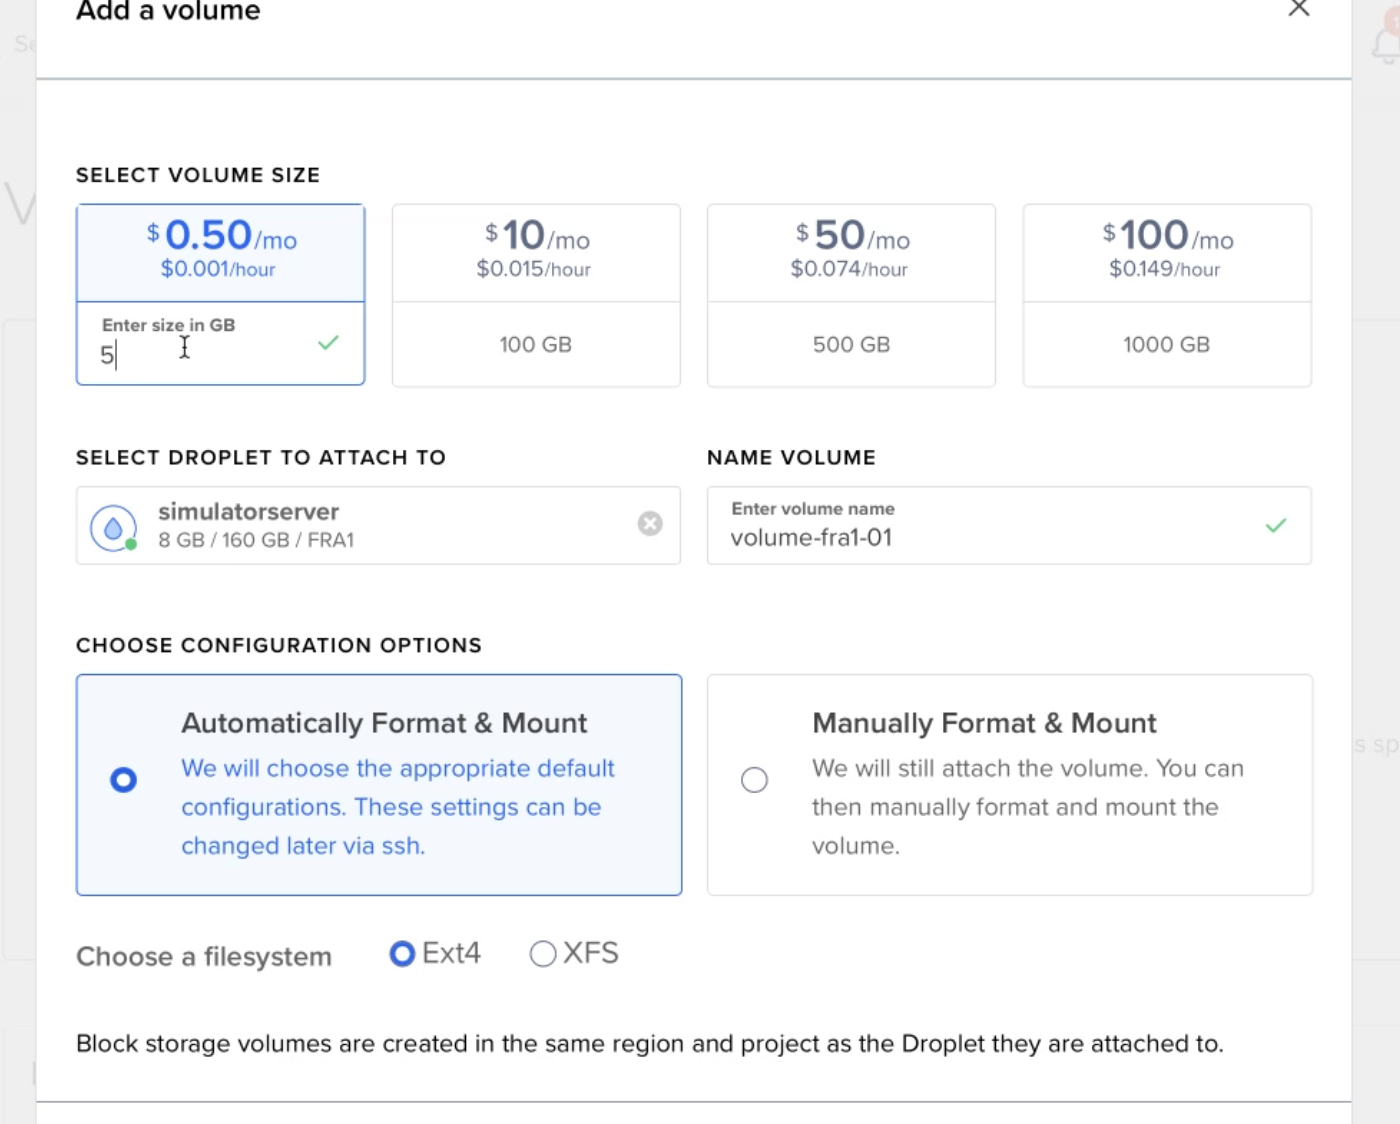 Add a volume
SELECT VOLUME SIZE
$0.50/mo
$0.001/hour
Enter size in GB
5
$10/mo
$0.015/hour
100 GB
$50/mo
$0.074/hour
500 GB
$100/mo
$0.149/hour
1000 GB
SELECT DROPLET TO ATTACH TO
simulatorserver
8 GB / 160 GB / FRA1
NAME VOLUME
Enter volume name
volume-fra1-01
CHOOSE CONFIGURATION OPTIONS
Automatically Format & Mount
We will choose the appropriate default
configurations. These settings can be
changed later via ssh.
Manually Format & Mount
We will still attach the volume. You can
then manually format and mount the
volume.
Choose a filesystem
Ext4
XFS
Block storage volumes are created in the same region and project as the Droplet they are attached to.